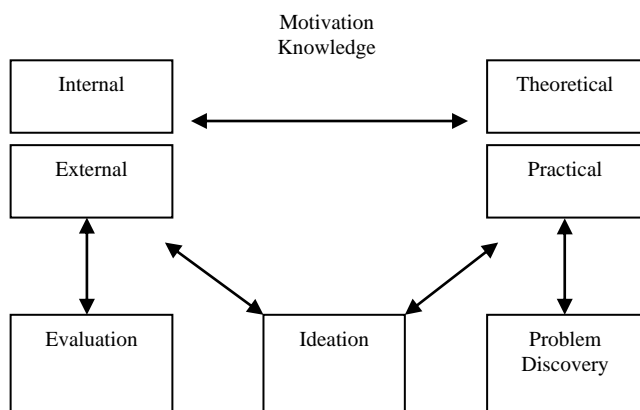 Motivation
Knowledge
Internal
Theoretical
External
Practical
Evaluation
Ideation
Problem
Discovery